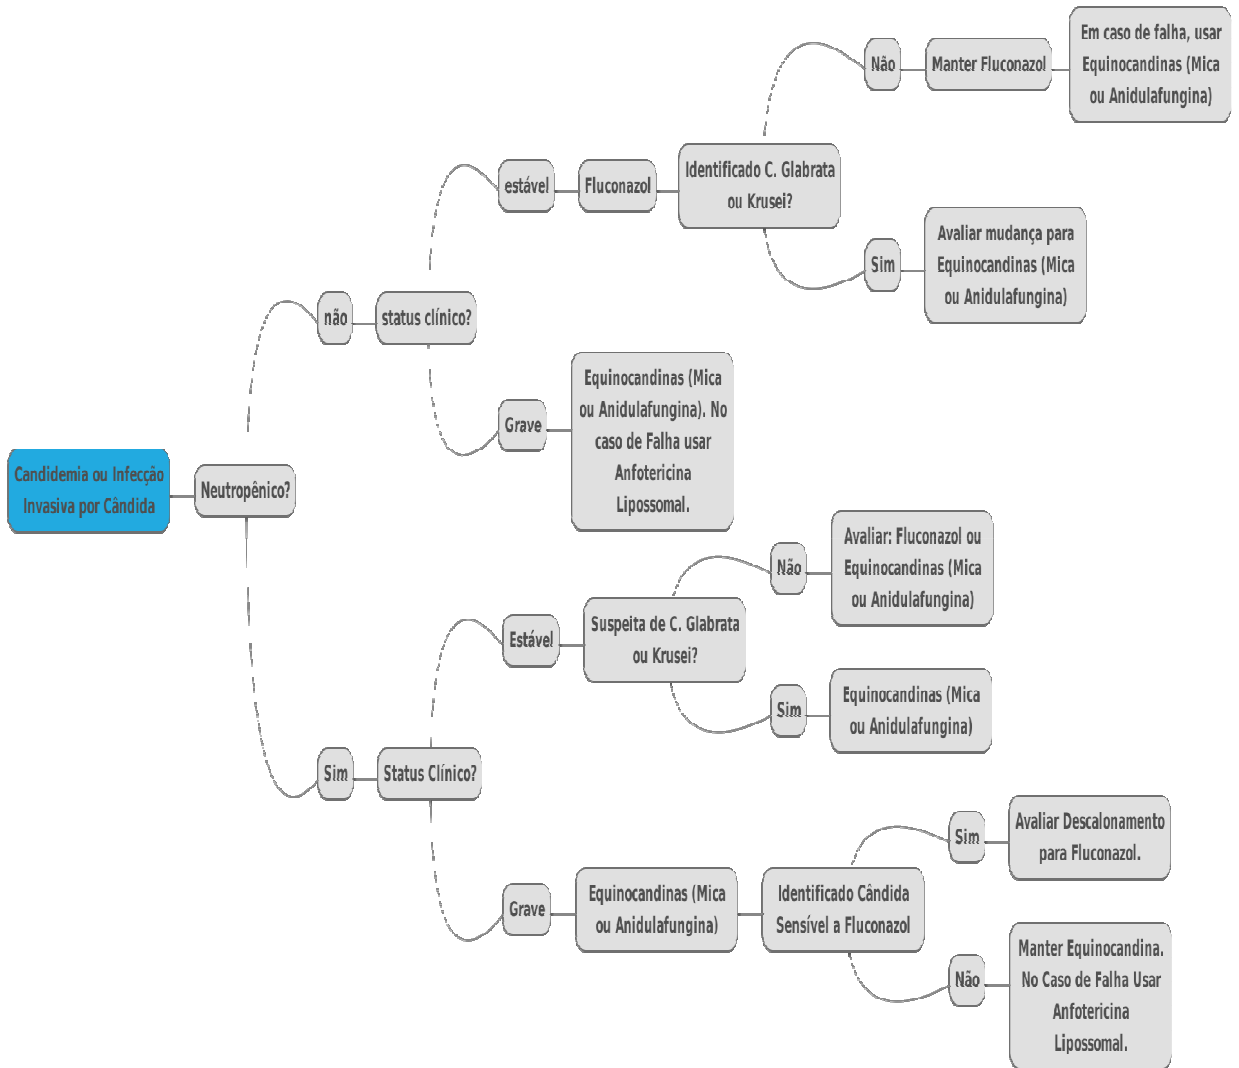 Candidemia ou Infecção
Invasiva por Cândida
Neutropênico?
não
status clínico?
estável
Fluconazol
Identificado C. Glabrata
ou Krusei?
Não
Manter Fluconazol
Em caso de falha, usar
Equinocandinas (Mica
ou Anidulafungina)
Sim
Avaliar mudança para
Equinocandinas (Mica
ou Anidulafungina)
Grave
Equinocandinas (Mica
ou Anidulafungina). No
caso de Falha usar
Anfotericina
Lipossomal.
Sim
Status Clínico?
Estável
Suspeita de C. Glabrata
ou Krusei?
Não
Avaliar: Fluconazol ou
Equinocandinas (Mica
ou Anidulafungina)
Sim
Equinocandinas (Mica
ou Anidulafungina)
Grave
Equinocandinas (Mica
ou Anidulafungina)
Identificado Cândida
Sensível a Fluconazol
Sim
Avaliar Descalonamento
para Fluconazol.
Não
Manter Equinocandina.
No Caso de Falha Usar
Anfotericina
Lipossomal.